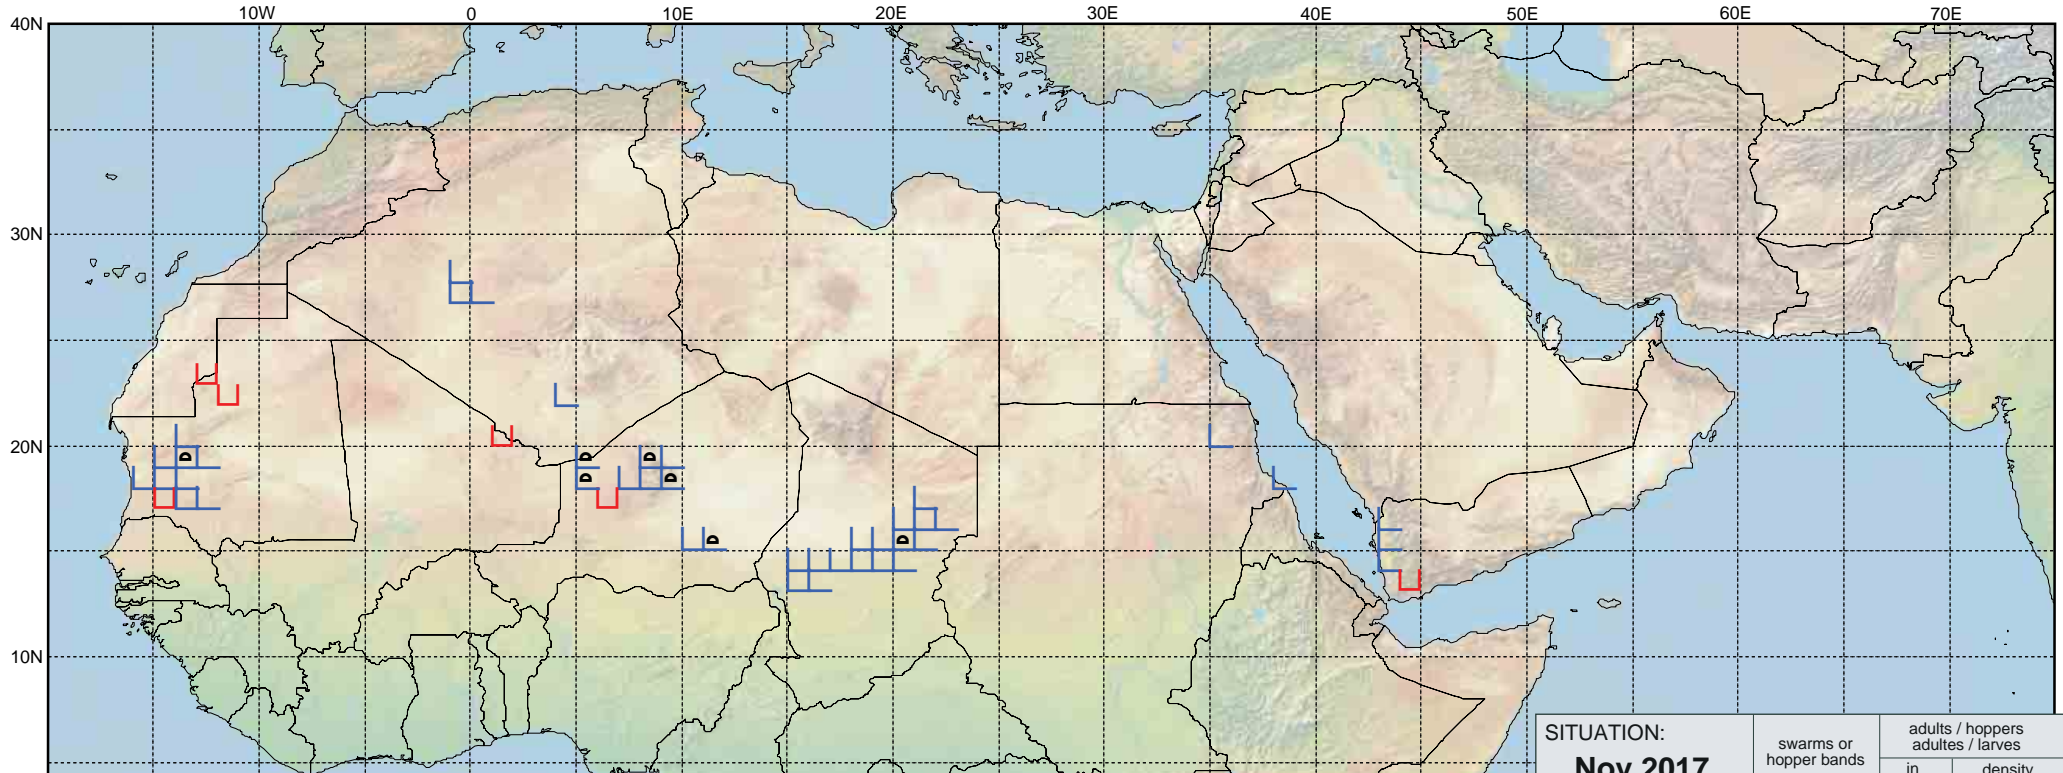 10W 0 10E 20E 30E 40E 50E 60E 70E
40N
30N
20N
10N
D
D
D
D
D
D
D
D
SITUATION:
Nov 2017
swarms or
hopper bands
adults / hoppers
adultes / larves
in
density